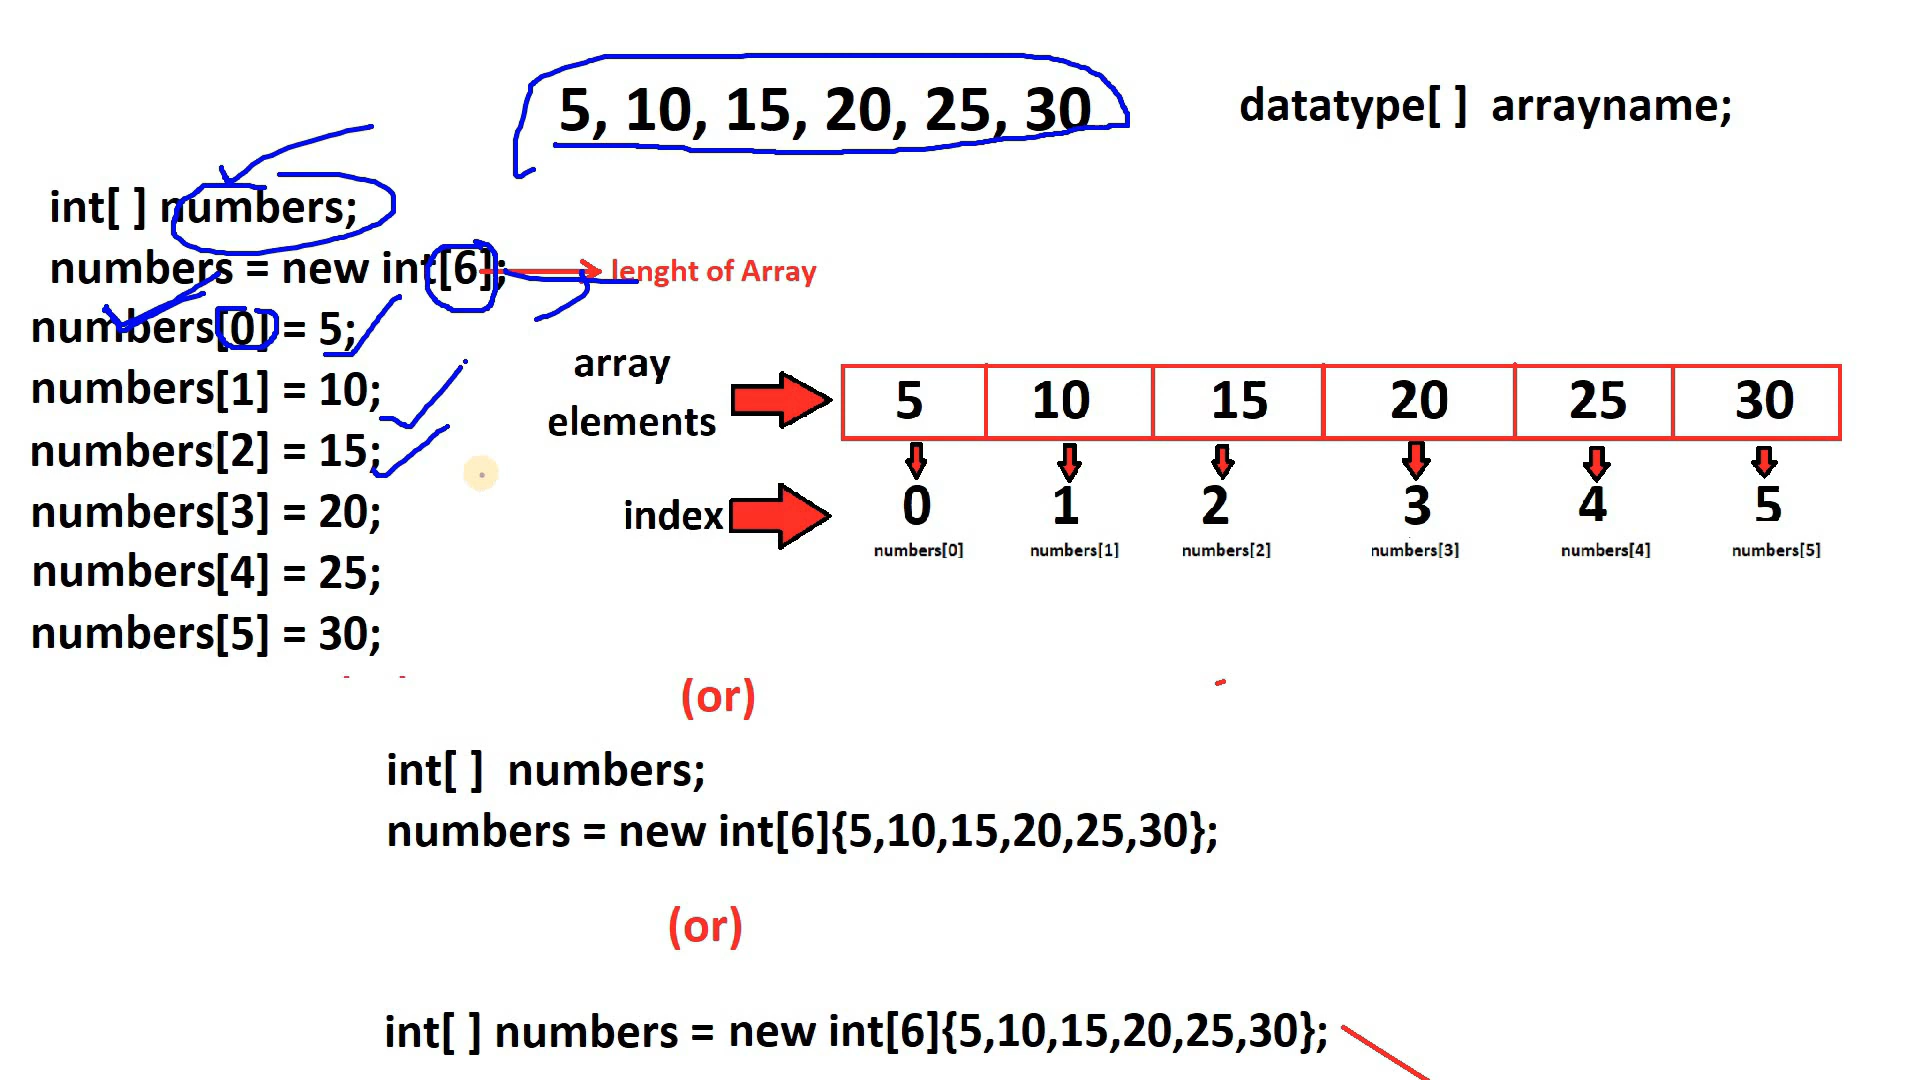 5, 10, 15, 20, 25, 30
datatype[ ] arrayname;
int[ ] numbers;
numbers = new int[6];
lenght of Array
numbers[0] = 5;
numbers[1] = 10;
numbers[2] = 15;
numbers[3] = 20;
numbers[4] = 25;
numbers[5] = 30;
array
elements
5 10 15 20 25 30
index
0 1 2 3 4 5
numbers[0] numbers[1] numbers[2] numbers[3] numbers[4] numbers[5]
(or)
int[ ] numbers;
numbers = new int[6]{5,10,15,20,25,30};
(or)
int[ ] numbers = new int[6]{5,10,15,20,25,30};